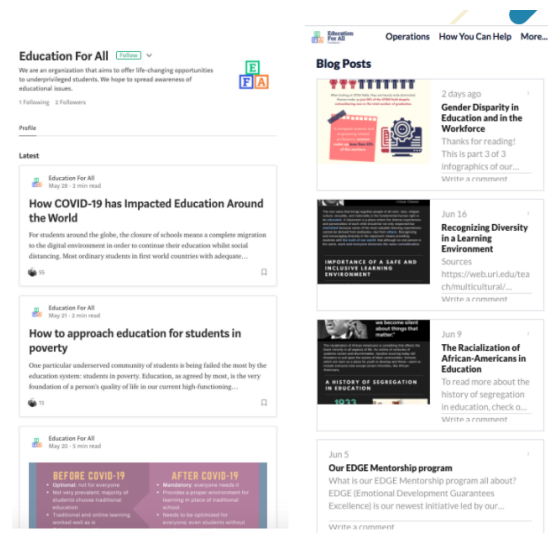 Education For All Follow
We are an organization that aims to offer life-changing opportunities
to underprivileged students. We hope to spread awareness of
educational issues.
1 Following 2 Followers
E
F A
Profile
Latest
Education For All
May 28 · 2 min read
How COVID-19 has Impacted Education Around
the World
For students around the globe, the closure of schools means a complete migration
to the digital environment in order to continue their education whilst social
distancing. Most ordinary students in first world countries with adequate...
Education For All
May 21 · 2 min read
How to approach education for students in
poverty
One particular underserved community of students is being failed the most by the
education system: students in poverty. Education, as agreed by most, is the very
foundation of a person's quality of life in our current high-functioning...
Education For All
May 20 · 5 min read
BEFORE COVID-19
Optional: not for everyone
Not very prevalent, majority of
students choose traditional
education
Traditional and online learning
worked well as is
AFTER COVID-19
Mandatory: everyone needs it
Provides a proper environment for
learning in place of traditional
school
Needs to be optimized for
everyone; even students without
Education
For All
Operations How You Can Help More...
Blog Posts
2 days ago
Gender Disparity in
Education and in the
Workforce
Thanks for reading!
This is part 3 of 3
infographics of our...
Write a comment
Jun 16
Recognizing Diversity
in a Learning
Environment
Sources
https://web.uri.edu/tea
ch/multicultural/...
Write a comment
IMPORTANCE OF A SAFE AND
INCLUSIVE LEARNING
ENVIRONMENT
Jun 9
The Racialization of
African-Americans in
Education
To read more about the
history of segregation
in education, check o...
Write a comment
we become silent
about things that
matter"
A HISTORY OF SEGREGATION
IN EDUCATION
1933
Jun 5
Our EDGE Mentorship program
What is our EDGE Mentorship program all about?
EDGE (Emotional Development Guarantees
Excellence) is our newest initiative led by our...
Write a comment